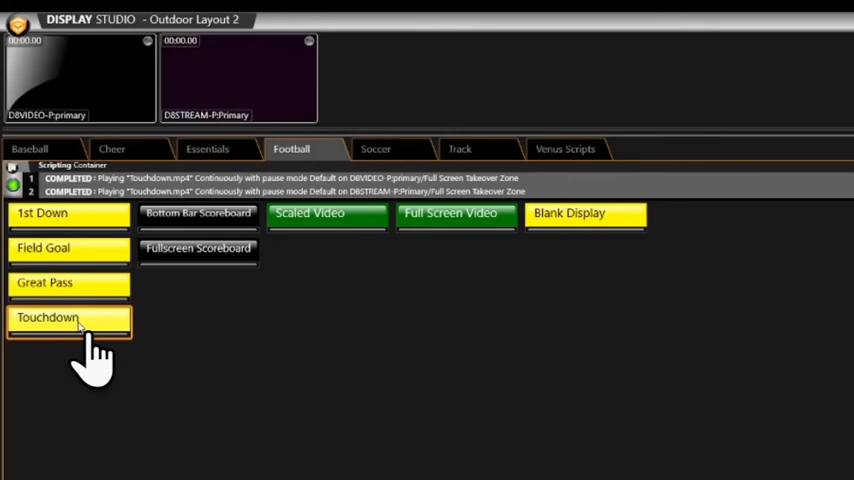 DISPLAY STUDIO - Outdoor Layout 2
00:00.00
00:00.00
D8VIDEO-P:primary
D8STREAM-P:Primary
Baseball
Cheer
Essentials
Football
Soccer
Track
Venus Scripts
Scripting Container
1 COMPLETED : Playing "Touchdown.mp4" Continuously with pause mode Default on D8VIDEO-P:primary/Full Screen Takeover Zone
2 COMPLETED : Playing "Touchdown.mp4" Continuously with pause mode Default on D8STREAM-P:Primary/Full Screen Takeover Zone
1st Down
Bottom Bar Scoreboard
Scaled Video
Full Screen Video
Blank Display
Field Goal
Fullscreen Scoreboard
Great Pass
Touchdown